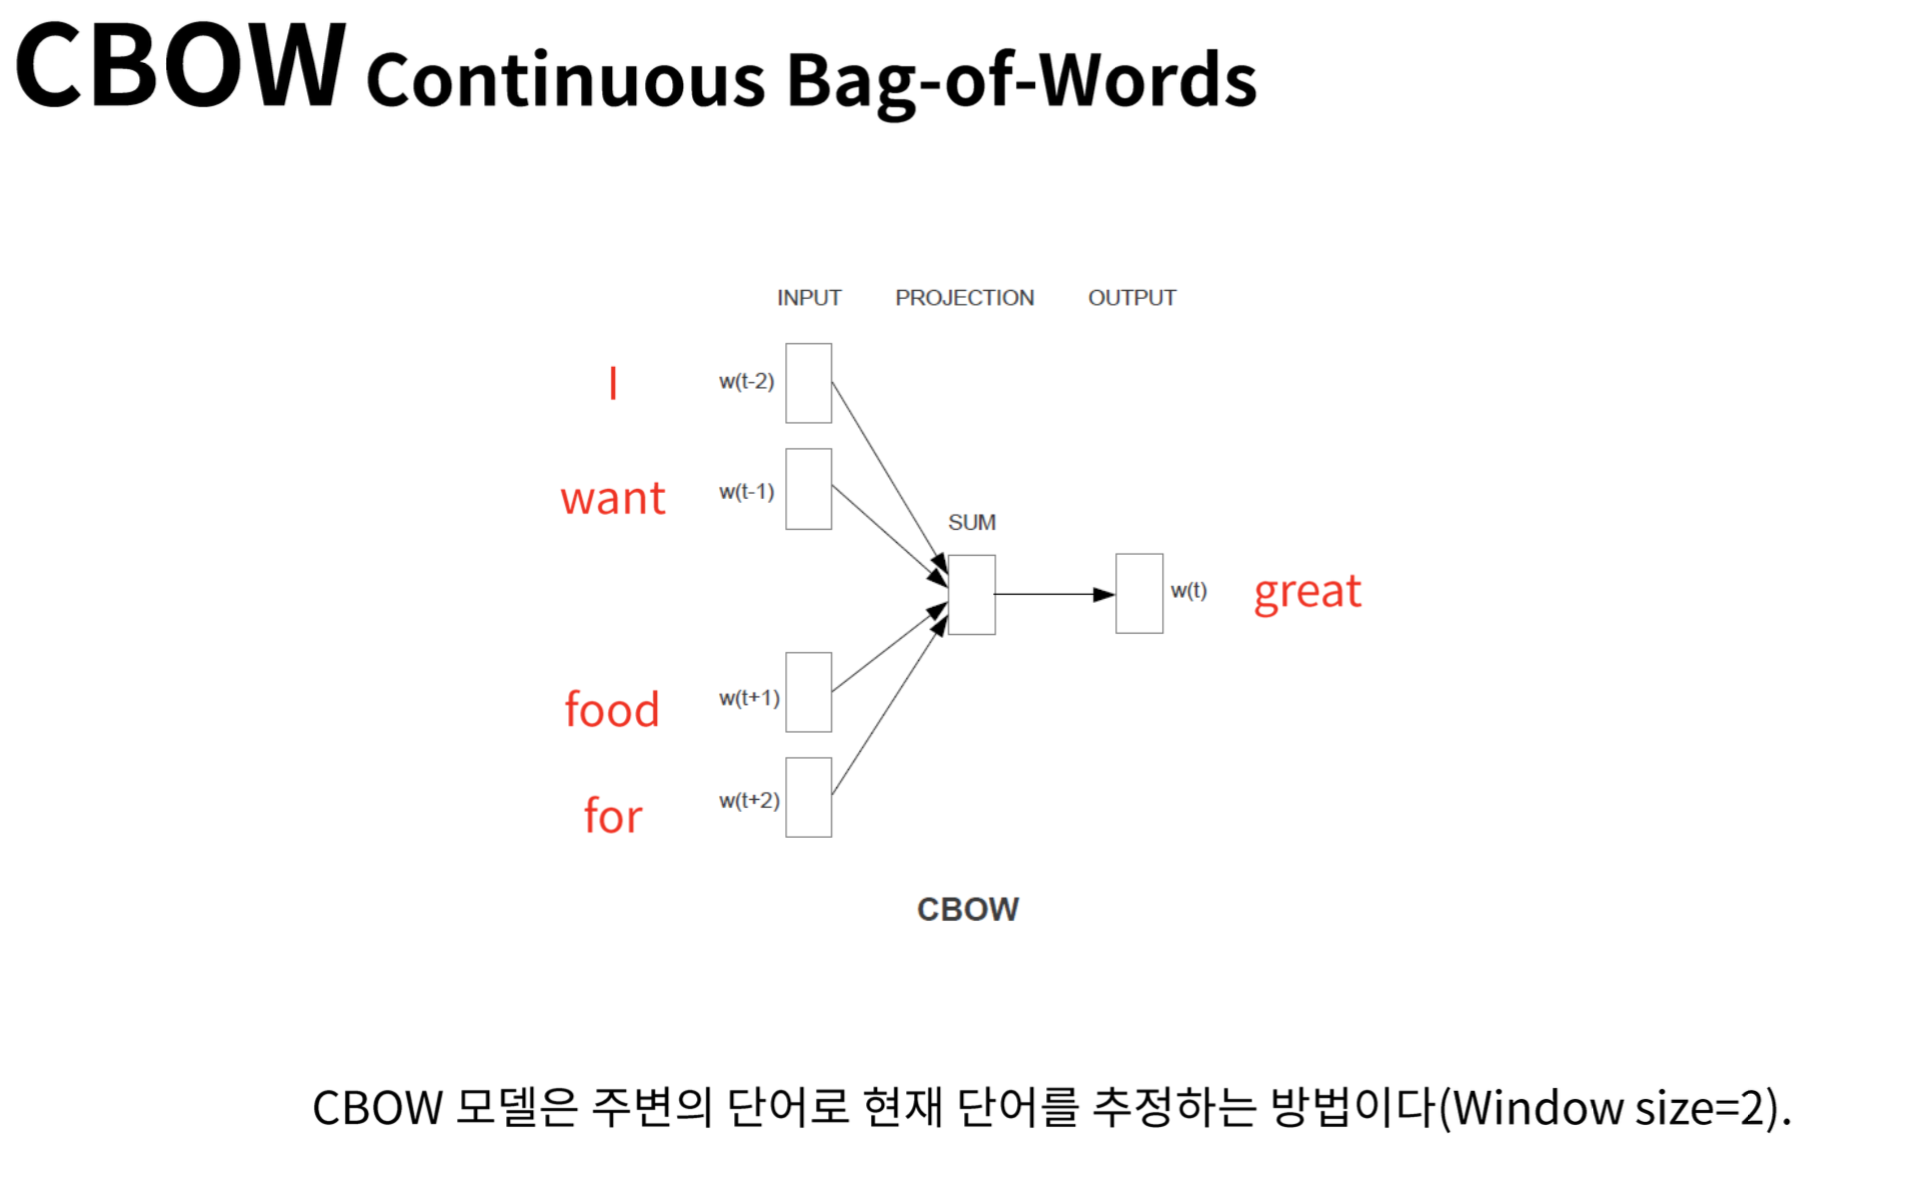 CBOW Continuous Bag-of-Words
INPUT PROJECTION OUTPUT
I w(t-2)
want w(t-1)
SUM
w(t) great
food w(t+1)
for w(t+2)
CBOW
CBOW 모델은 주변의 단어로 현재 단어를 추정하는 방법이다(Window size=2).